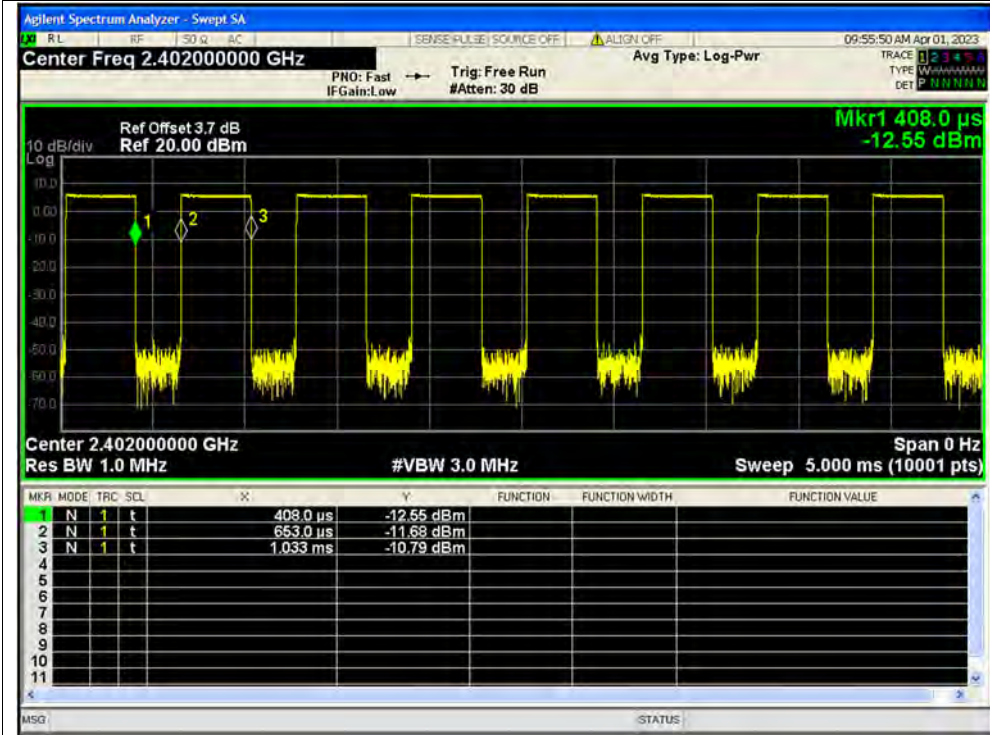 Agilent Spectrum Analyzer - Swept SA
LXI RL RF 50 Ω AC SENSE:PULSE SOURCE OFF ALIGN OFF 09:55:50 AM Apr 01, 2023
Center Freq 2.402000000 GHz
PNO: Fast
IFGain:Low
Trig: Free Run
#Atten: 30 dB
Avg Type: Log-Pwr
TRACE 1 2 3 4 5 6
TYPE
DET P N N N N N
Mkr1 408.0 µs
-12.55 dBm
Ref Offset 3.7 dB
10 dB/div Ref 20.00 dBm
Log
10.0
0.00
-10.0
-20.0
-30.0
-40.0
-50.0
-60.0
-70.0
1
2
3
Center 2.402000000 GHz Span 0 Hz
Res BW 1.0 MHz #VBW 3.0 MHz Sweep 5.000 ms (10001 pts)
MKR MODE TRC SCL X Y FUNCTION FUNCTION WIDTH FUNCTION VALUE
1 N 1 t 408.0 µs -12.55 dBm
2 N 1 t 653.0 µs -11.68 dBm
3 N 1 t 1.033 ms -10.79 dBm
4
5
6
7
8
9
10
11
MSG STATUS